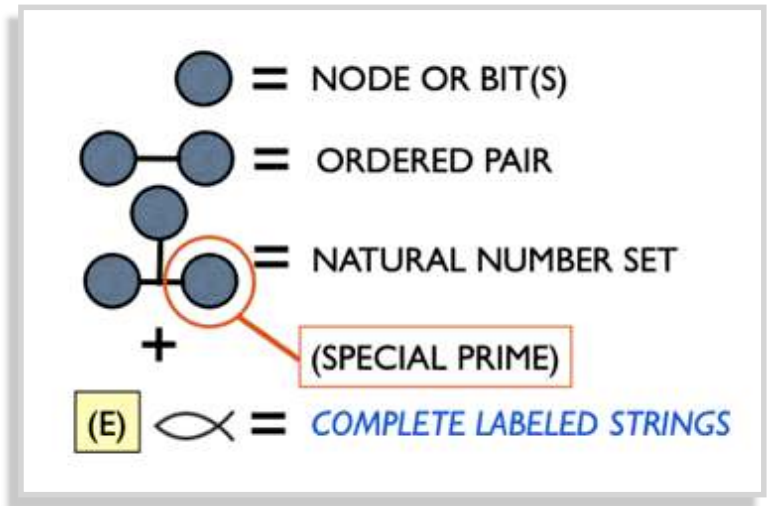 = NODE OR BIT(S)
= ORDERED PAIR
= NATURAL NUMBER SET
+
(SPECIAL PRIME)
(E) = COMPLETE LABELED STRINGS